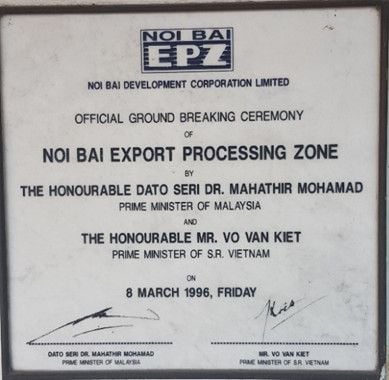 NOI BAI
EPZ
NOI BAI DEVELOPMENT CORPORATION LIMITED
OFFICIAL GROUND BREAKING CEREMONY
OF
NOI BAI EXPORT PROCESSING ZONE
BY
THE HONOURABLE DATO SERI DR. MAHATHIR MOHAMAD
PRIME MINISTER OF MALAYSIA
AND
THE HONOURABLE MR. VO VAN KIET
PRIME MINISTER OF S.R. VIETNAM
ON
8 MARCH 1996, FRIDAY
DATO SERI DR. MAHATHIR MOHAMAD
PRIME MINISTER OF MALAYSIA
MR. VO VAN KIET
PRIME MINISTER OF S.R. VIETNAM